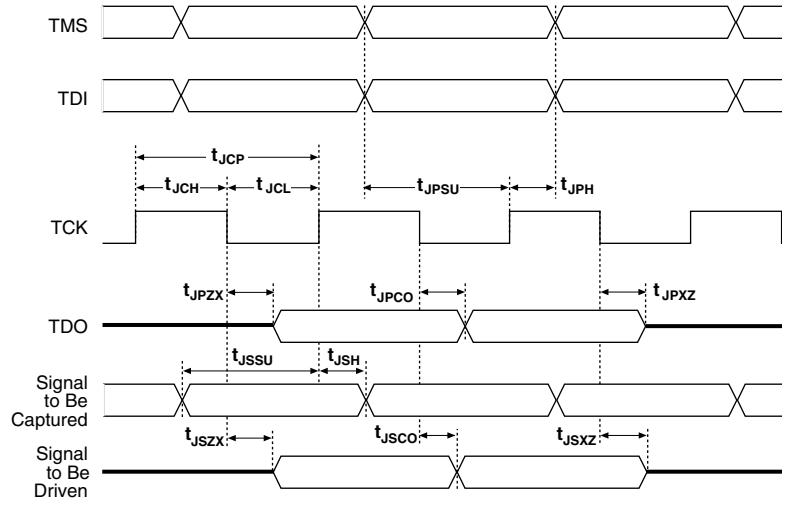 TMS
TDI
tJCP
tJCH
tJCL
tJPSU
tJPH
TCK
tJPZX
tJPCO
tJPXZ
TDO
tJSSU
tJSH
Signal
to Be
Captured
tJSZX
tJSCO
tJSXZ
Signal
to Be
Driven